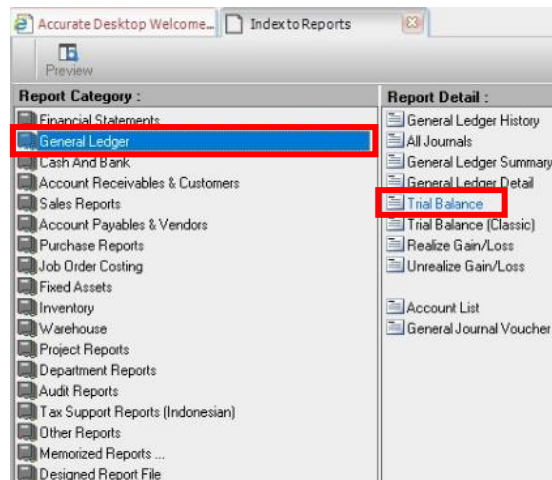 Accurate Desktop Welcome... Index to Reports
Preview
Report Category :
Financial Statements
General Ledger
Cash And Bank
Account Receivables & Customers
Sales Reports
Account Payables & Vendors
Purchase Reports
Job Order Costing
Fixed Assets
Inventory
Warehouse
Project Reports
Department Reports
Audit Reports
Tax Support Reports (Indonesian)
Other Reports
Memorized Reports ...
Designed Report File
Report Detail :
General Ledger History
All Journals
General Ledger Summary
General Ledger Detail
Trial Balance
Trial Balance (Classic)
Realize Gain/Loss
Unrealize Gain/Loss
Account List
General Journal Voucher